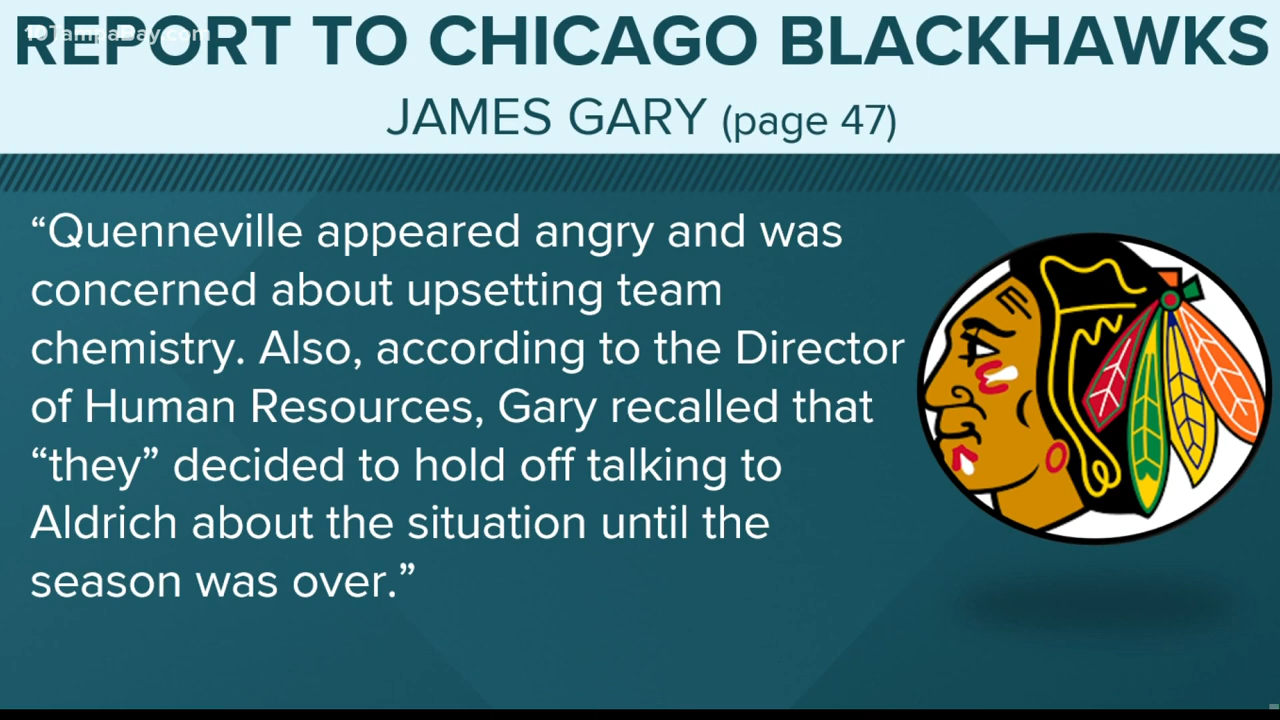 REPORT TO CHICAGO BLACKHAWKS
10TampaBay.com
JAMES GARY (page 47)
“Quenneville appeared angry and was
concerned about upsetting team
chemistry. Also, according to the Director
of Human Resources, Gary recalled that
“they” decided to hold off talking to
Aldrich about the situation until the
season was over.”